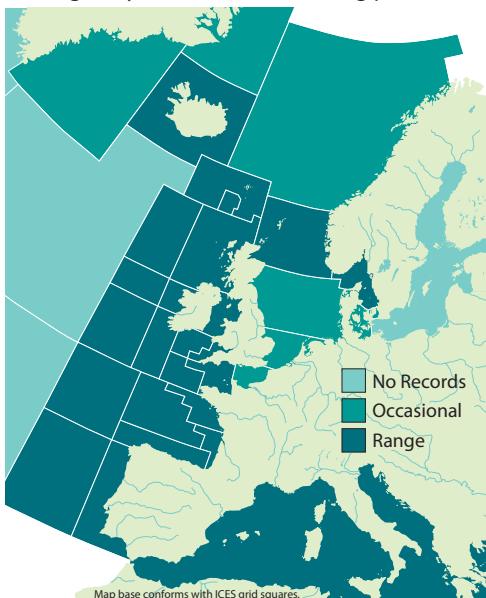 No Records
Occasional
Range
Map base conforms with ICES grid squares.